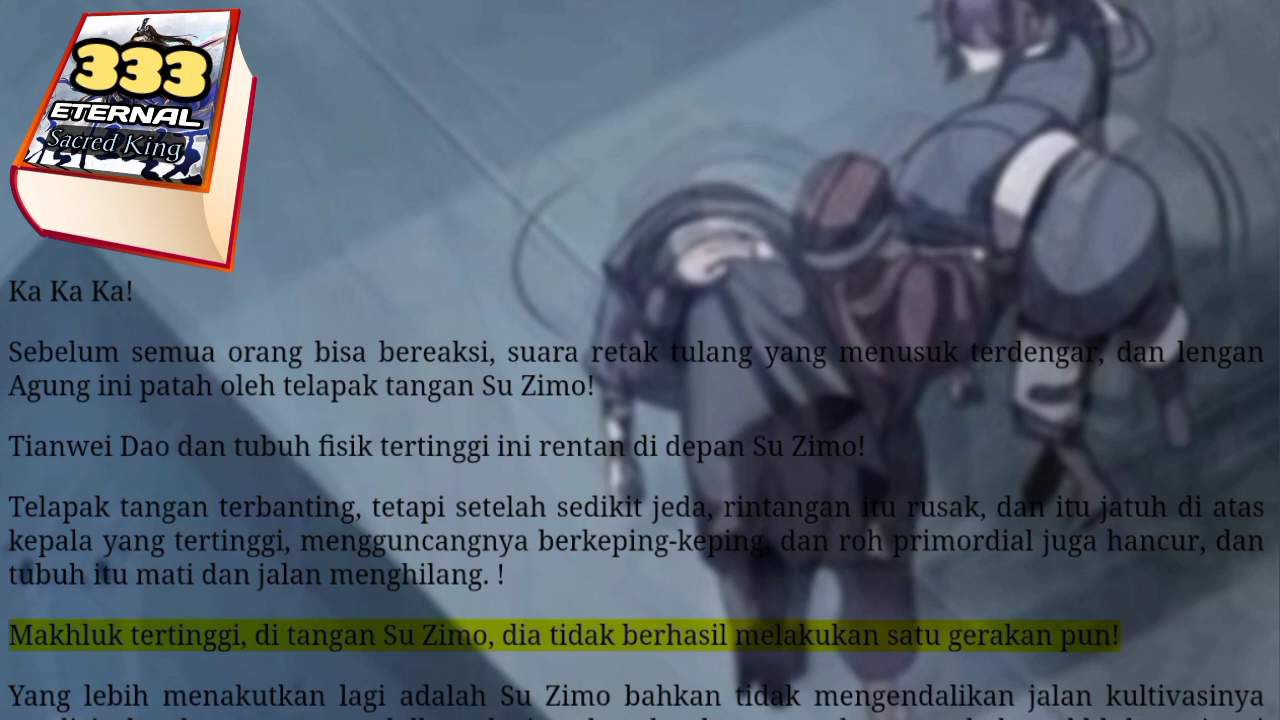 333
ETERNAL
Sacred King
Ka Ka Ka!
Sebelum semua orang bisa bereaksi, suara retak tulang yang menusuk terdengar, dan lengan
Agung ini patah oleh telapak tangan Su Zimo!
Tianwei Dao dan tubuh fisik tertinggi ini rentan di depan Su Zimo!
Telapak tangan terbanting, tetapi setelah sedikit jeda, rintangan itu rusak, dan itu jatuh di atas
kepala yang tertinggi, mengguncangnya berkeping-keping, dan roh primordial juga hancur, dan
tubuh itu mati dan jalan menghilang. !
Makhluk tertinggi, di tangan Su Zimo, dia tidak berhasil melakukan satu gerakan pun!
Yang lebih menakutkan lagi adalah Su Zimo bahkan tidak mengendalikan jalan kultivasinya